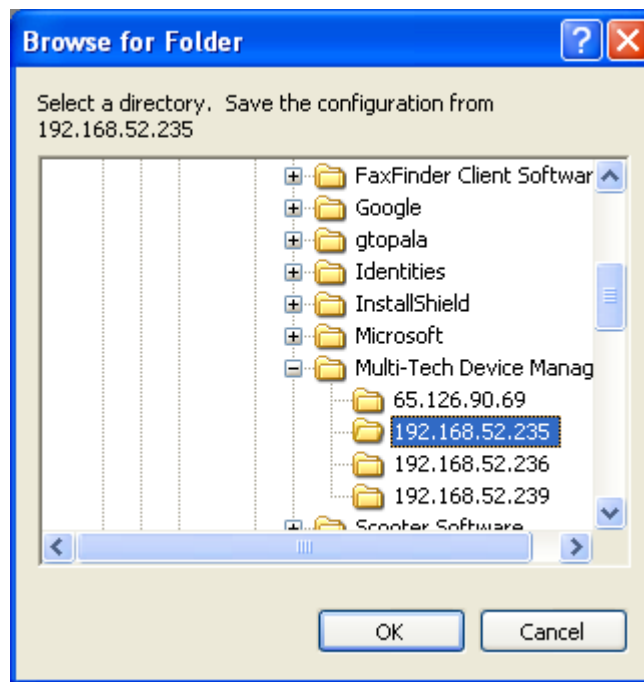 Browse for Folder
Select a directory.  Save the configuration from
192.168.52.235
FaxFinder Client Softwar
Google
gtopala
Identities
InstallShield
Microsoft
Multi-Tech Device Manag
65.126.90.69
192.168.52.235
192.168.52.236
192.168.52.239
Scooter Software
OK Cancel